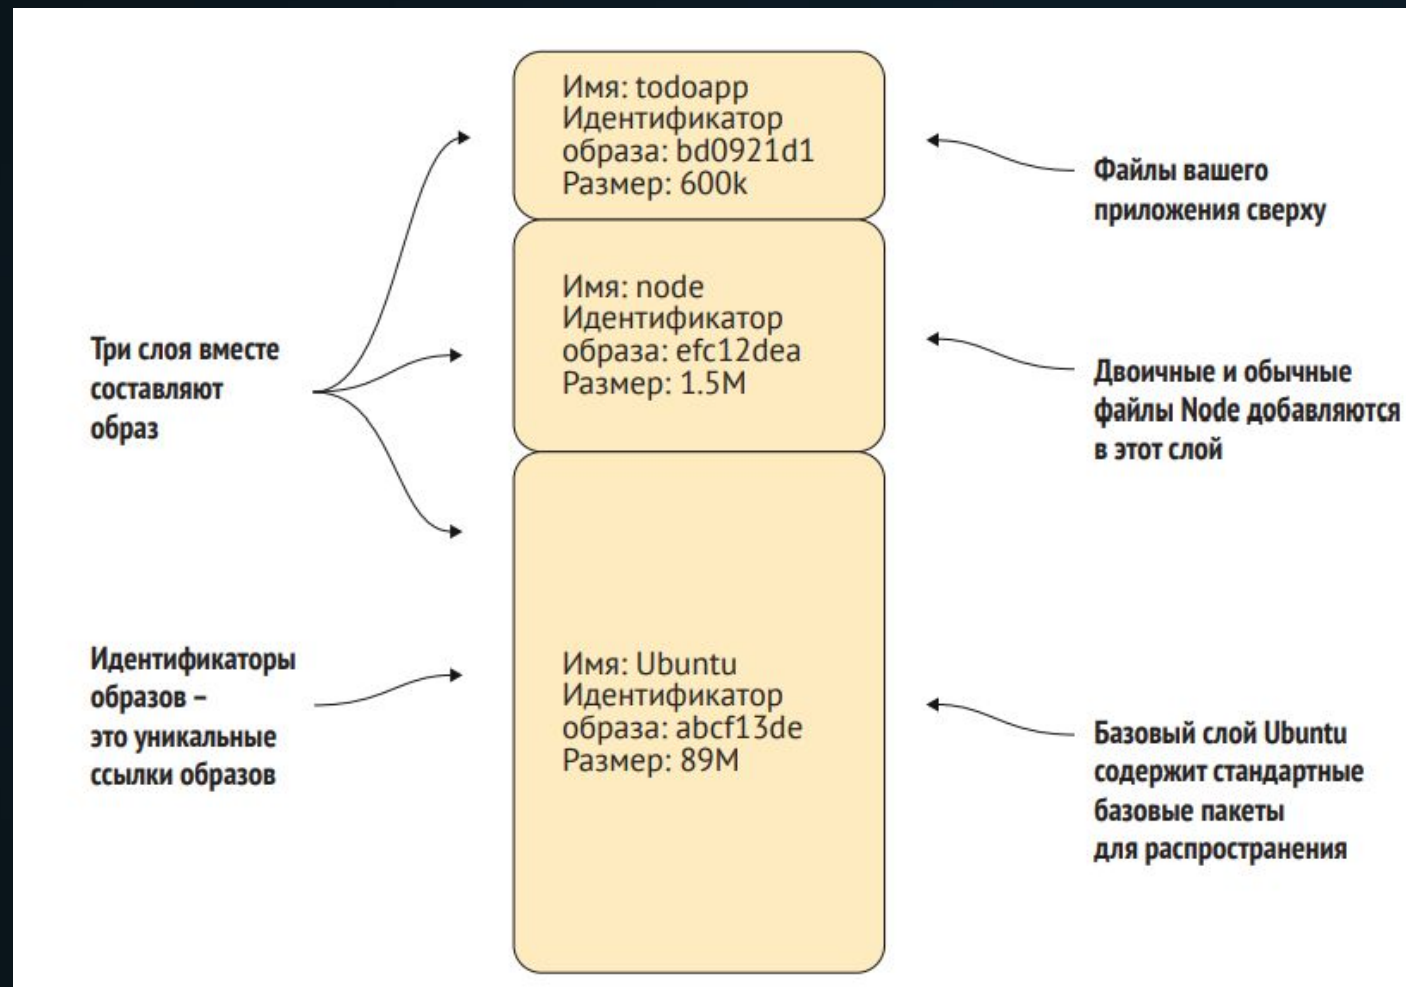 Имя: todoapp
Идентификатор
образа: bd0921d1
Размер: 600k
Файлы вашего
приложения сверху
Имя: node
Идентификатор
образа: efc12dea
Размер: 1.5M
Три слоя вместе
составляют
образ
Двоичные и обычные
файлы Node добавляются
в этот слой
Идентификаторы
образов –
это уникальные
ссылки образов
Имя: Ubuntu
Идентификатор
образа: abcf13de
Размер: 89M
Базовый слой Ubuntu
содержит стандартные
базовые пакеты
для распространения